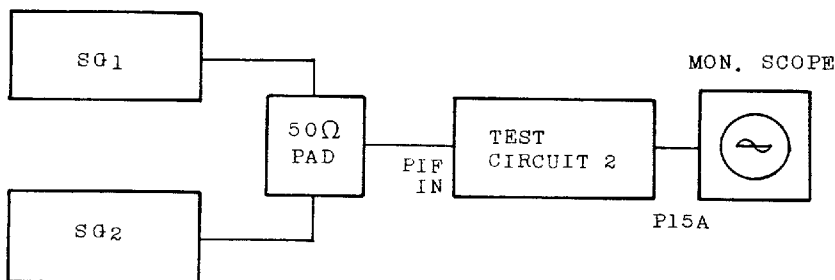 SG1
MON. SCOPE
50Ω
PAD
TEST
CIRCUIT 2
PIF
IN
P15A
SG2